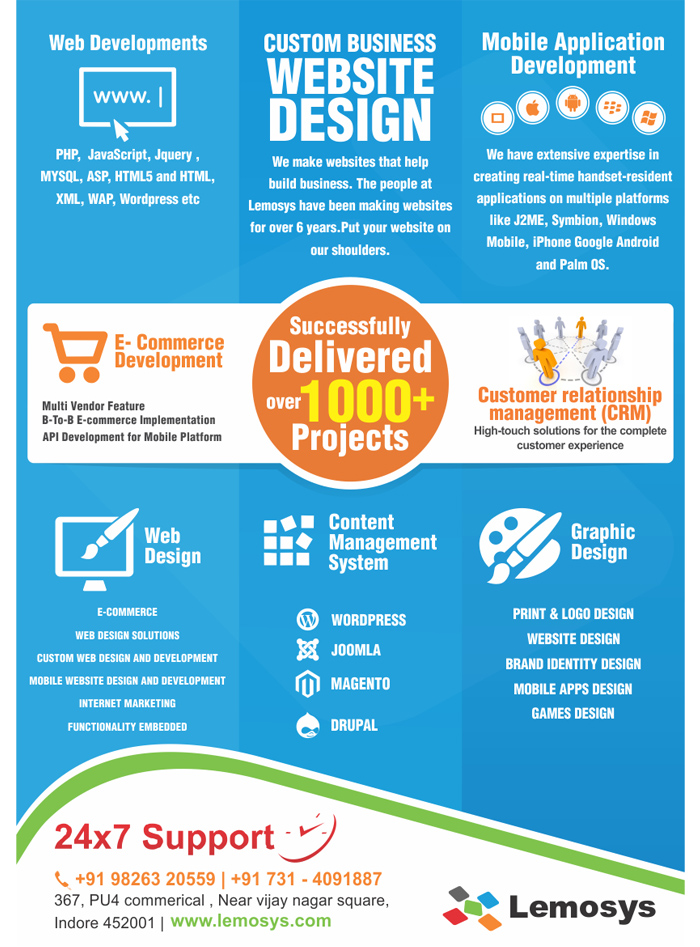 Web Developments
www. |
PHP, JavaScript, Jquery ,
MYSQL, ASP, HTML5 and HTML,
XML, WAP, Wordpress etc
CUSTOM BUSINESS
WEBSITE
DESIGN
We make websites that help
build business. The people at
Lemosys have been making websites
for over 6 years.Put your website on
our shoulders.
Mobile Application
Development
We have extensive expertise in
creating real-time handset-resident
applications on multiple platforms
like J2ME, Symbion, Windows
Mobile, iPhone Google Android
and Palm OS.
E- Commerce
Development
Multi Vendor Feature
B-To-B E-commerce Implementation
API Development for Mobile Platform
Successfully
Delivered
over 1000+
Projects
Customer relationship
management (CRM)
High-touch solutions for the complete
customer experience
Web
Design
E-COMMERCE
WEB DESIGN SOLUTIONS
CUSTOM WEB DESIGN AND DEVELOPMENT
MOBILE WEBSITE DESIGN AND DEVELOPMENT
INTERNET MARKETING
FUNCTIONALITY EMBEDDED
Content
Management
System
WORDPRESS
JOOMLA
MAGENTO
DRUPAL
Graphic
Design
PRINT & LOGO DESIGN
WEBSITE DESIGN
BRAND IDENTITY DESIGN
MOBILE APPS DESIGN
GAMES DESIGN
24x7 Support
+91 98263 20559 | +91 731 - 4091887
367, PU4 commerical , Near vijay nagar square,
Indore 452001 | www.lemosys.com
Lemosys